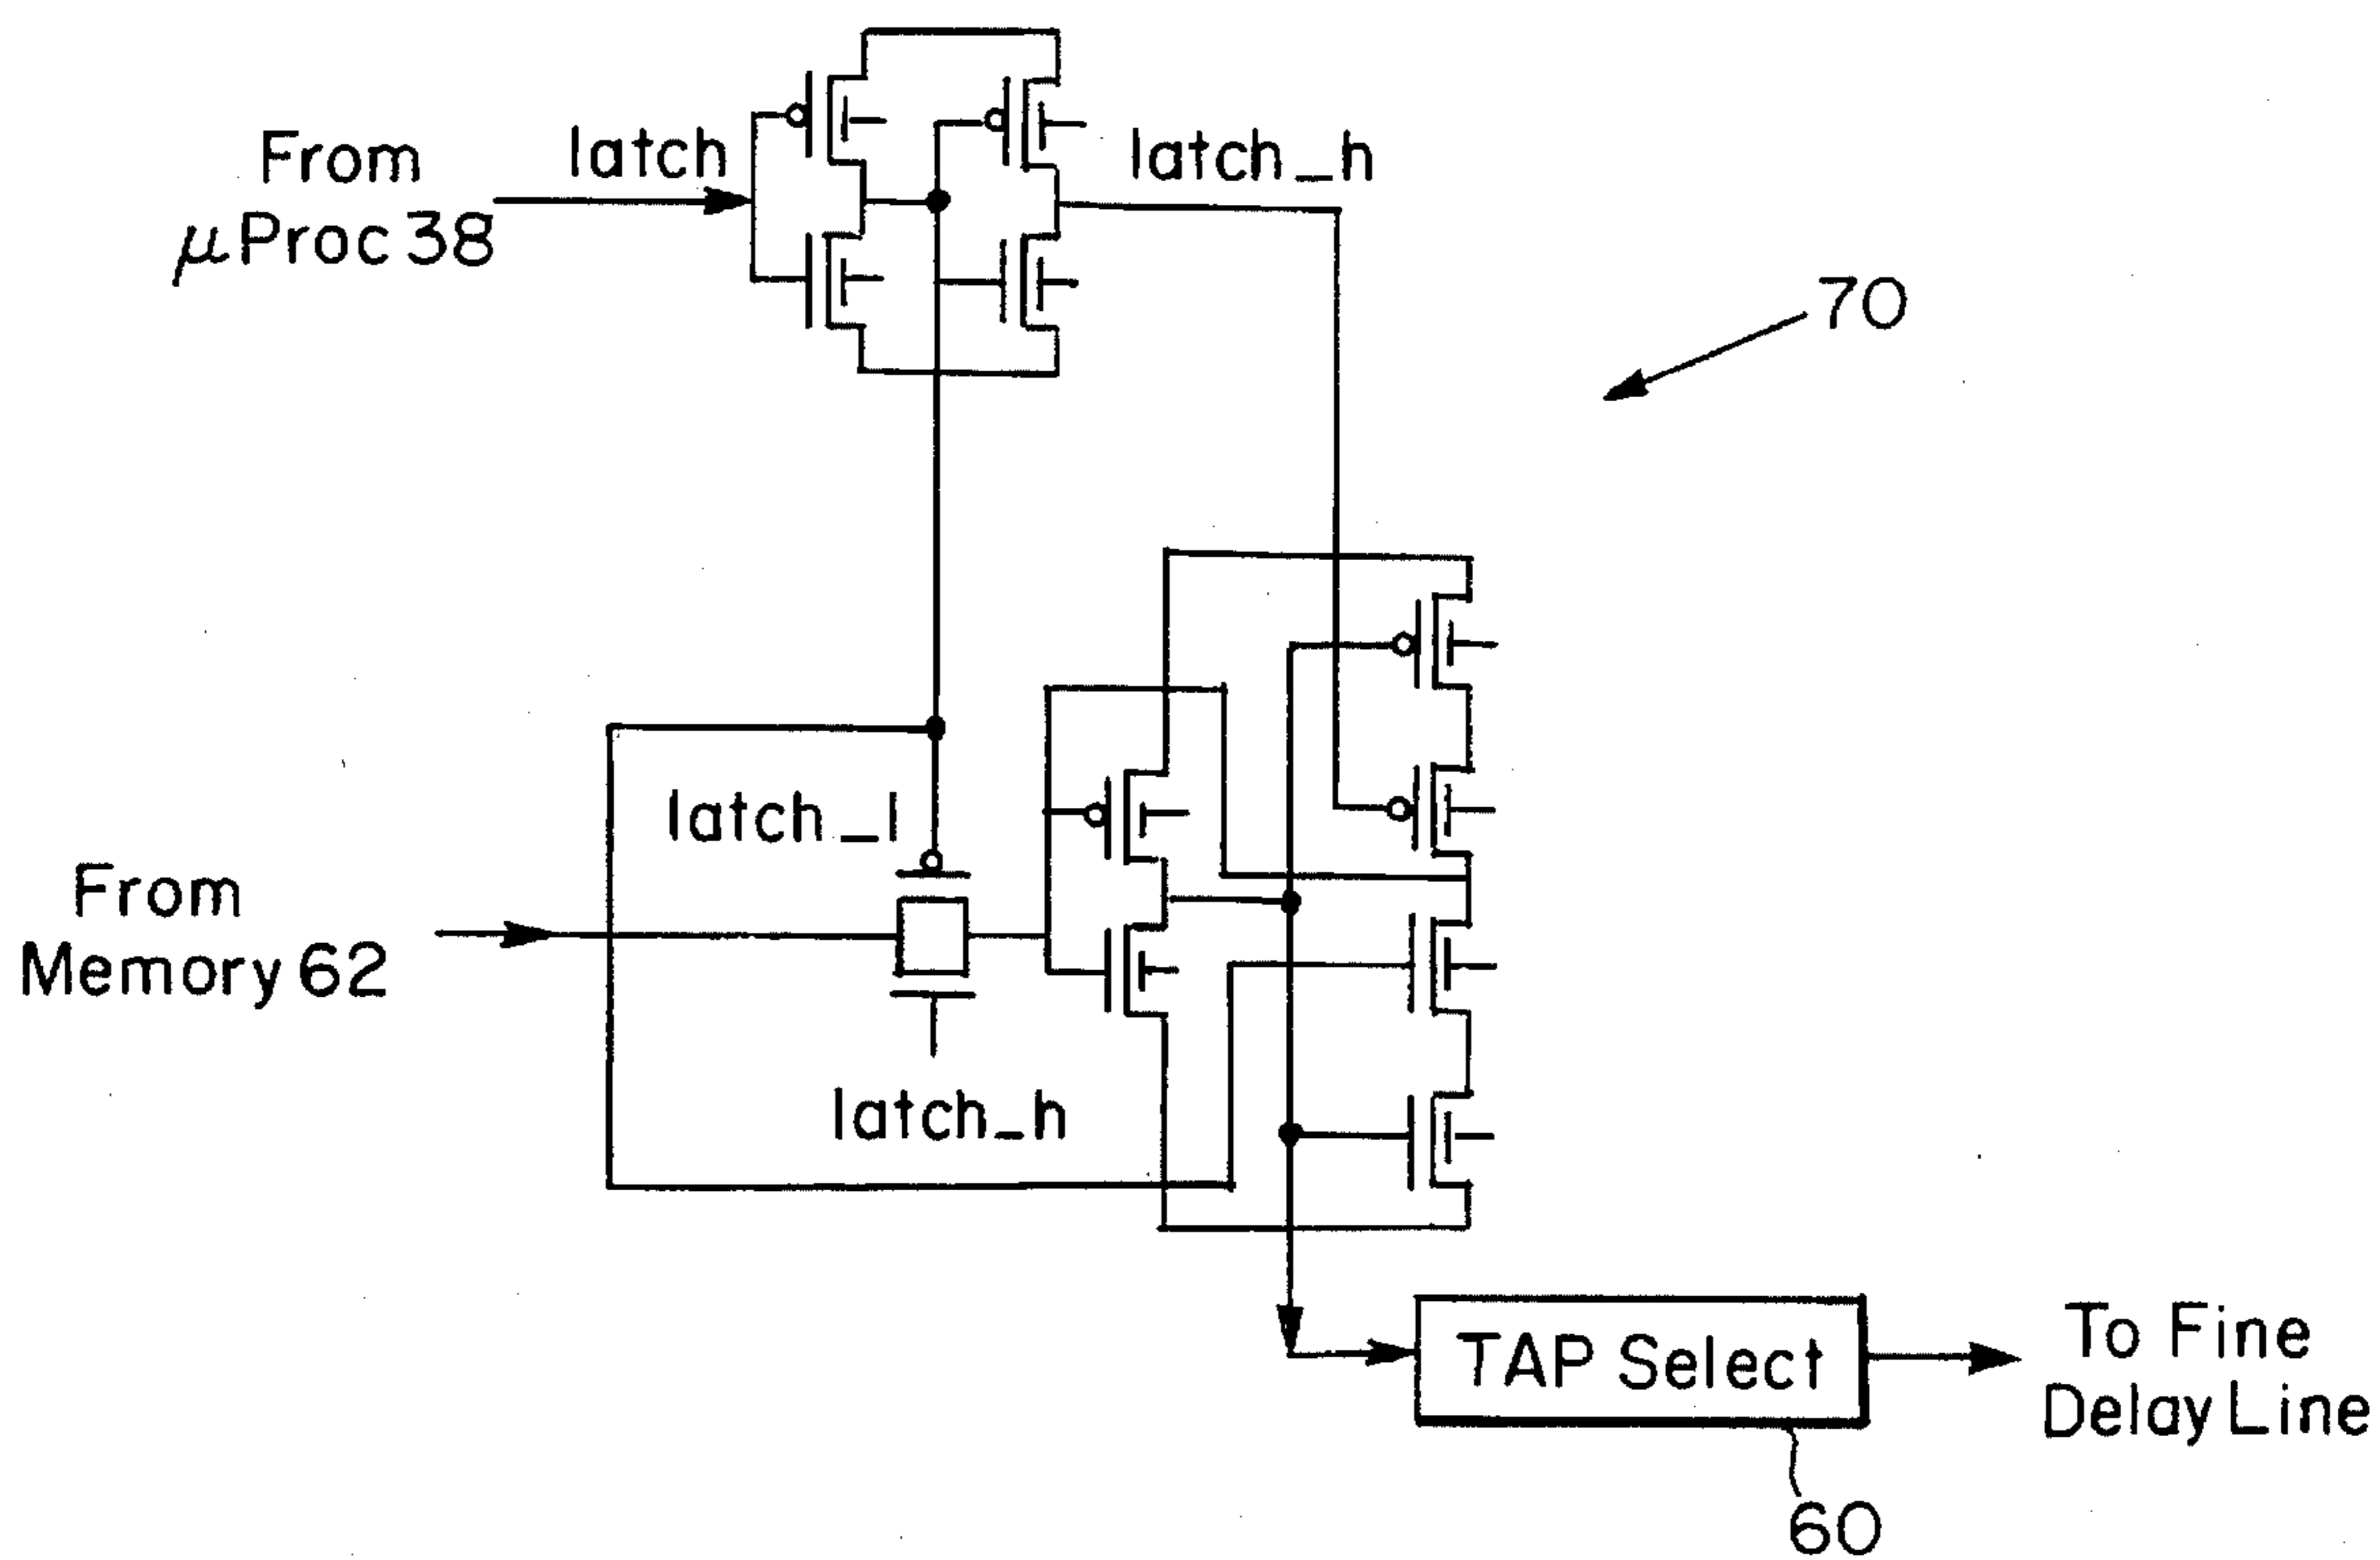 From
μProc 38
latch
latch_h
70
latch_l
From
Memory 62
latch_h
TAP Select
To Fine
Delay Line
60